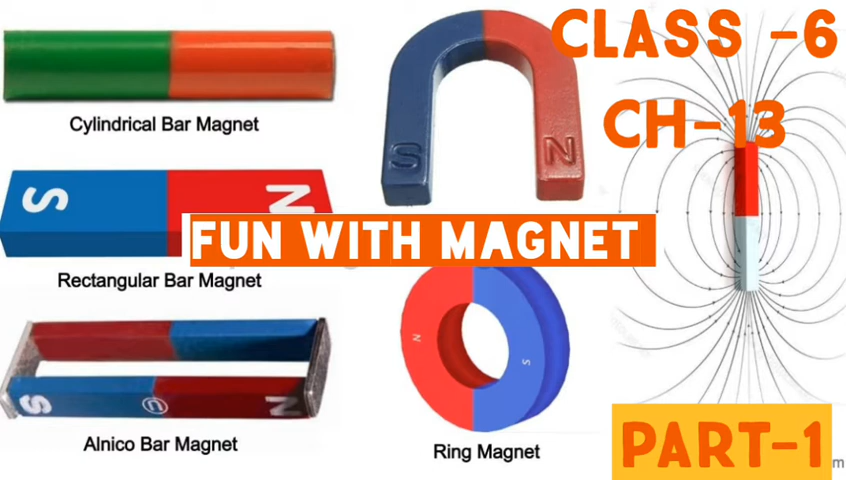 CLASS -6
CH-13
Cylindrical Bar Magnet
S
N
S
N
FUN WITH MAGNET
Rectangular Bar Magnet
N
S
S
N
Alnico Bar Magnet
Ring Magnet
PART-1